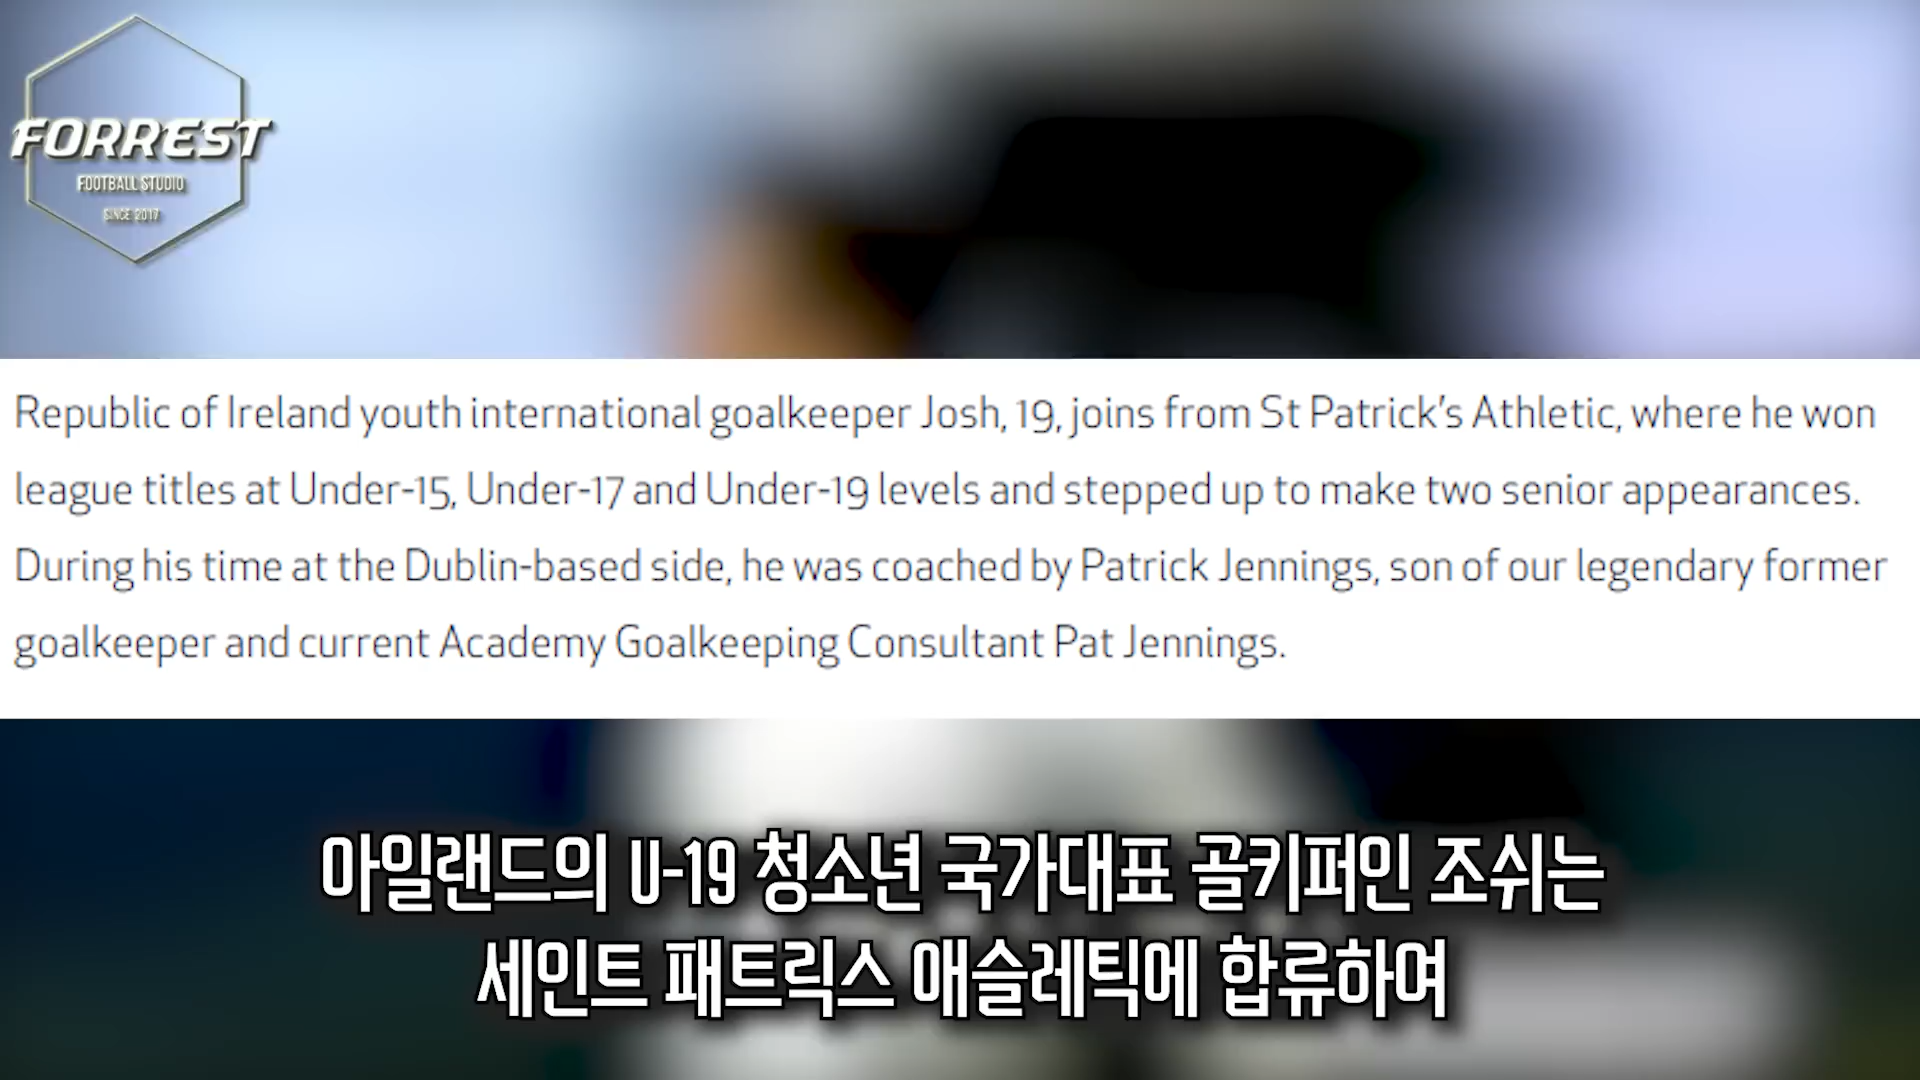 FORREST
FOOTBALL STUDIO
SINCE 2017
Republic of Ireland youth international goalkeeper Josh, 19, joins from St Patrick's Athletic, where he won
league titles at Under-15, Under-17 and Under-19 levels and stepped up to make two senior appearances.
During his time at the Dublin-based side, he was coached by Patrick Jennings, son of our legendary former
goalkeeper and current Academy Goalkeeping Consultant Pat Jennings.
아일랜드의 U-19 청소년 국가대표 골키퍼인 조쉬는
세인트 패트릭스 애슬레틱에 합류하여